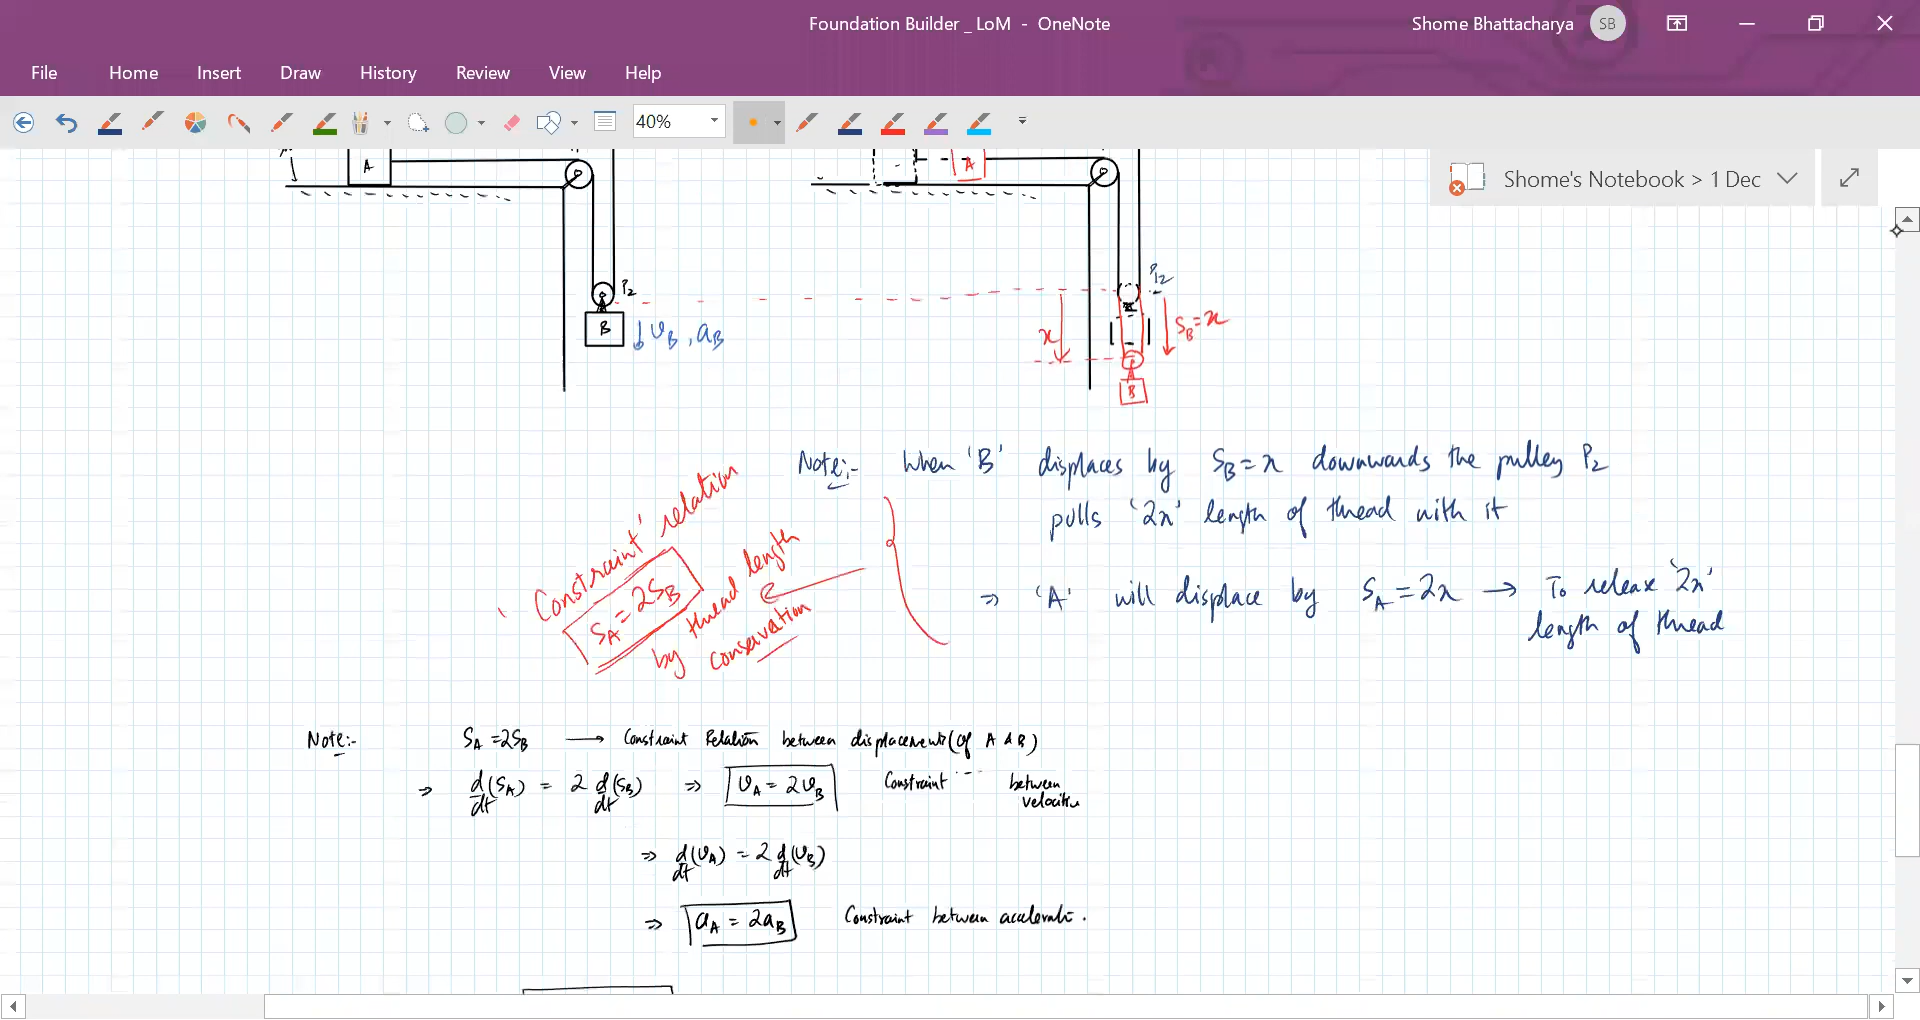 Foundation Builder _ LoM - OneNote
Shome Bhattacharya
SB
File Home Insert Draw History Review View Help
40%
Shome's Notebook > 1 Dec
A
A
P2
B
vB, aB
P2
x
SB = x
B
Note:- When 'B' displaces by SB = x downwards the pulley P2
pulls '2x' length of thread with it
⇒ 'A' will displace by SA = 2x → To release '2x'
length of thread
'Constraint' relation
SA = 2SB
by thread length
conservation
Note:- SA = 2SB → Constraint Relation between displacements (of A & B)
⇒ d/dt (SA) = 2 d/dt (SB) ⇒ vA = 2vB Constraint --- between
velocities
⇒ d/dt (vA) = 2 d/dt (vB)
⇒ aA = 2aB Constraint between accelerati.